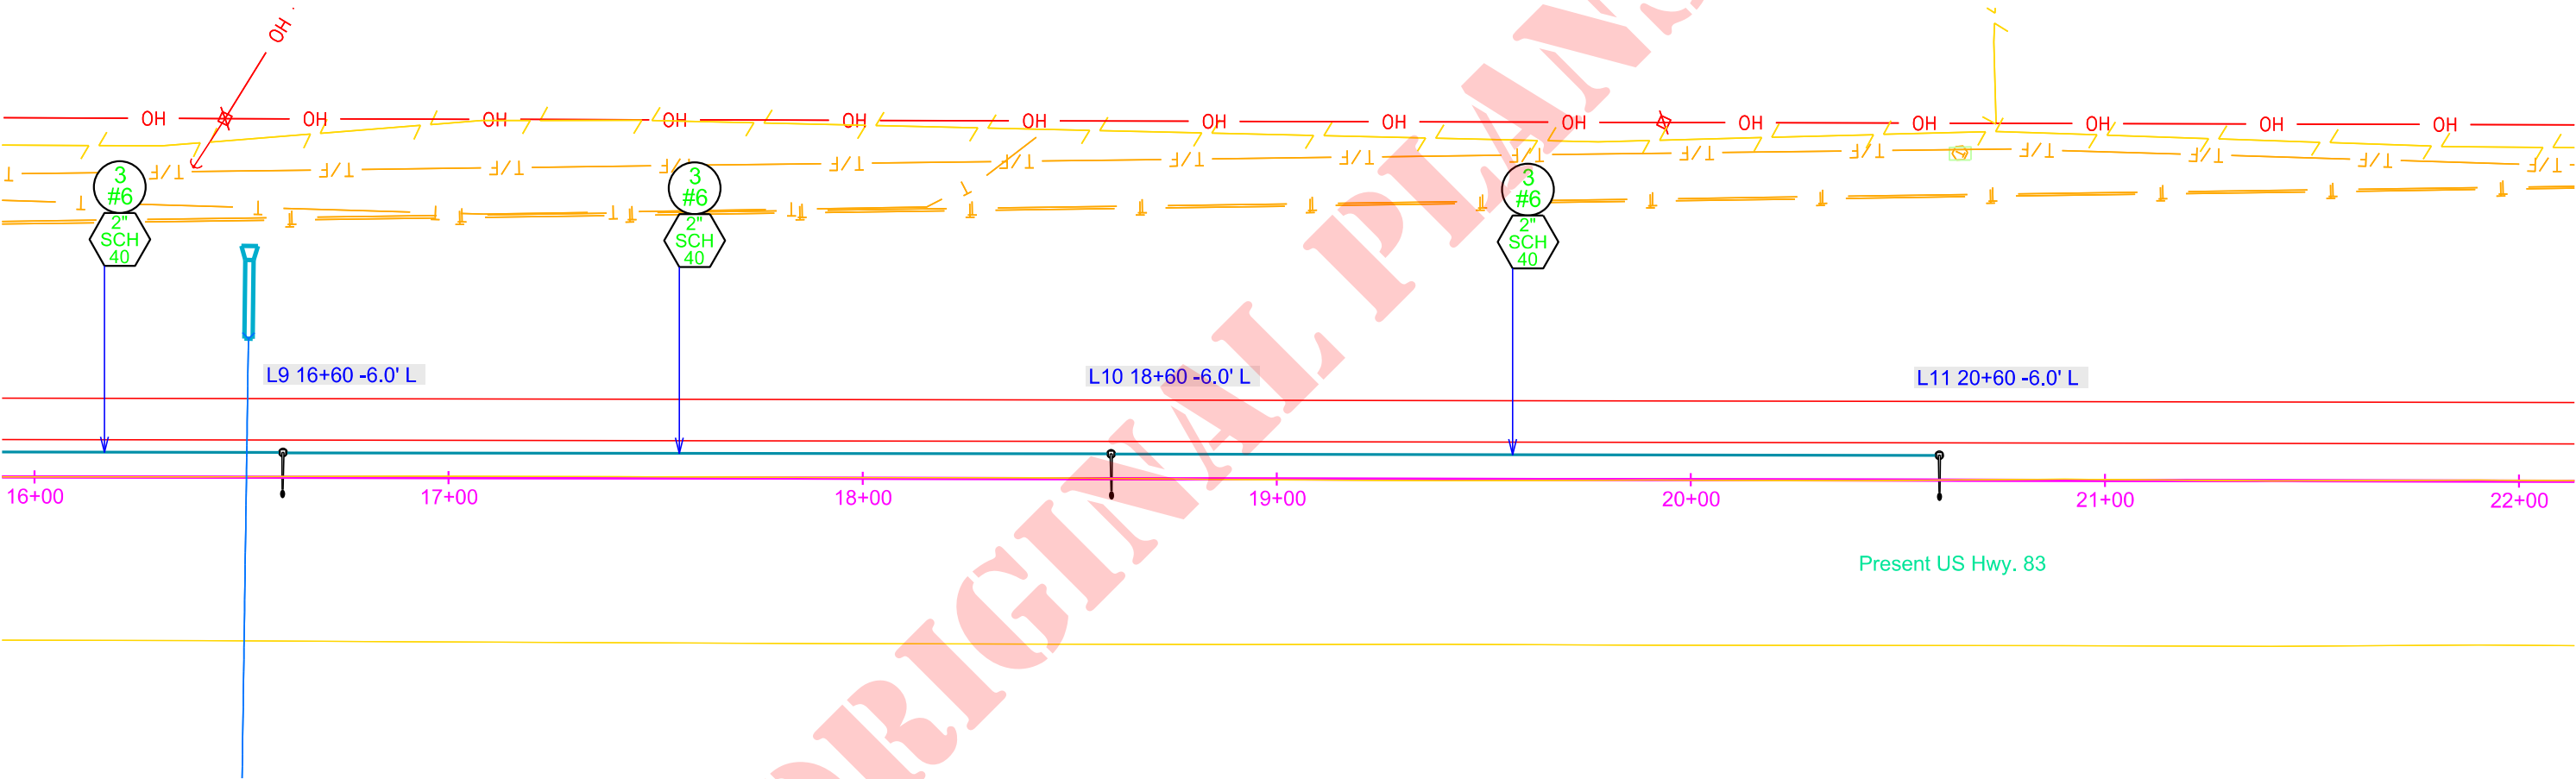 OH
OH OH OH OH OH OH OH OH OH OH OH OH OH OH
T/F T/F T/F T/F T/F T/F T/F T/F T/F T/F T/F T/F T/F T/F
T T T T T T T T T T T T T T T T T T T
3
#6
2"
SCH
40
3
#6
2"
SCH
40
3
#6
2"
SCH
40
L9 16+60 -6.0' L
L10 18+60 -6.0' L
L11 20+60 -6.0' L
16+00 17+00 18+00 19+00 20+00 21+00 22+00
Present US Hwy. 83
ORIGINAL PLANS